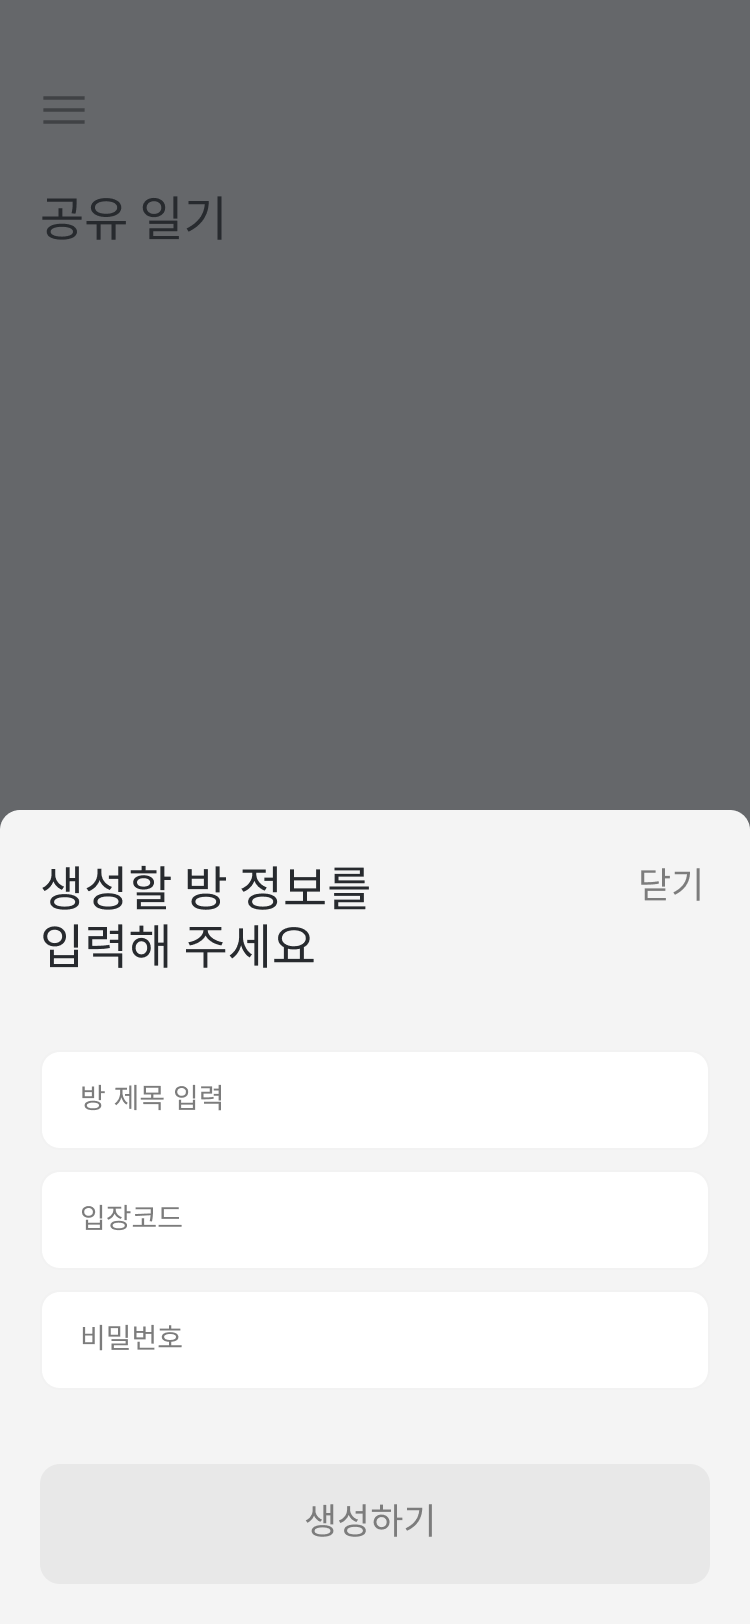 공유 일기
생성할 방 정보를
닫기
입력해 주세요
방 제목 입력
입장코드
비밀번호
생성하기